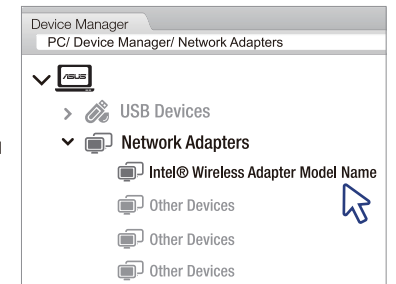 Device Manager
PC/ Device Manager/ Network Adapters
ASUS
USB Devices
Network Adapters
Intel® Wireless Adapter Model Name
Other Devices
Other Devices
Other Devices